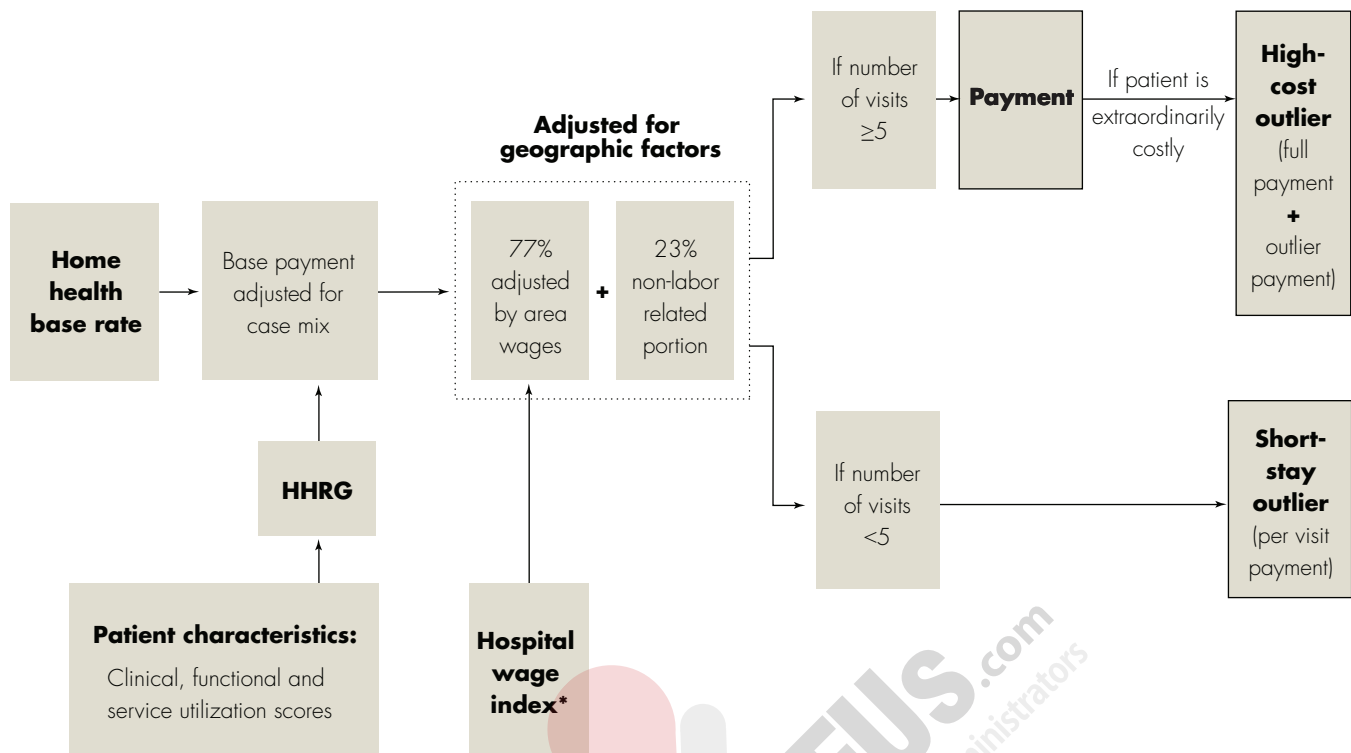 Home
health
base rate
Base payment
adjusted for
case mix
HHRG
Patient characteristics:
Clinical, functional and
service utilization scores
Adjusted for
geographic factors
77%
adjusted
by area
wages
+
23%
non-labor
related
portion
Hospital
wage
index*
If number
of visits
≥5
Payment
If patient is
extraordinarily
costly
High-
cost
outlier
(full
payment
+
outlier
payment)
If number
of visits
<5
Short-
stay
outlier
(per visit
payment)
.com